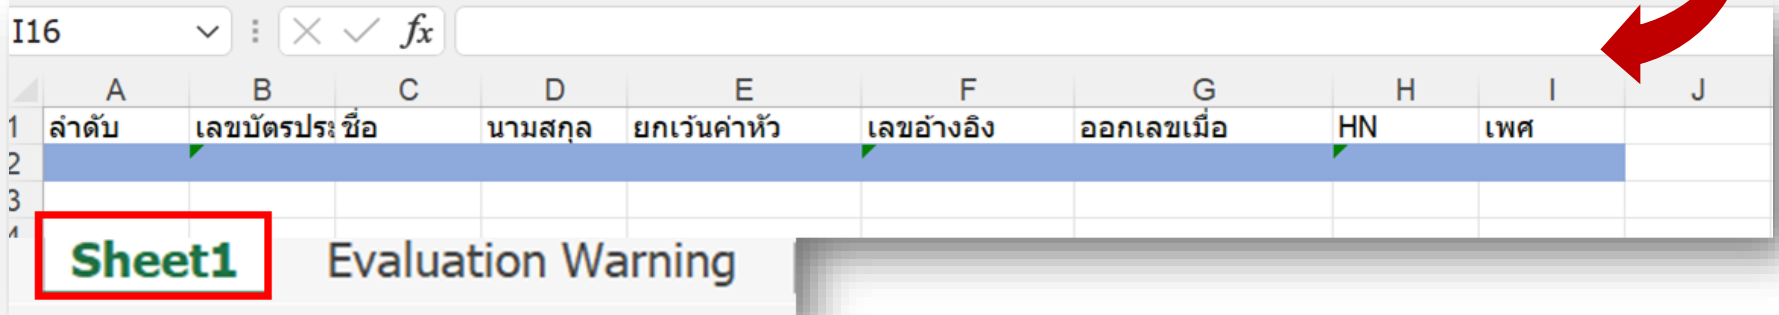 I16 fx
A B C D E F G H I J
1 ลำดับ เลขบัตรประ ชื่อ นามสกุล ยกเว้นค่าหัว เลขอ้างอิง ออกเลขเมื่อ HN เพศ
2
3
4
Sheet1 Evaluation Warning